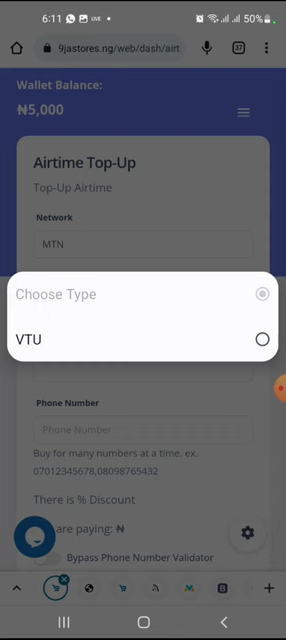 6:11
LIVE
50%
9jastores.ng/web/dash/airt
37
Wallet Balance:
₦5,000
Airtime Top-Up
Top-Up Airtime
Network
MTN
Choose Type
VTU
Phone Number
Phone Number
Buy for many numbers at a time. ex.
07012345678,08098765432
There is % Discount
are paying: ₦
Bypass Phone Number Validator
B